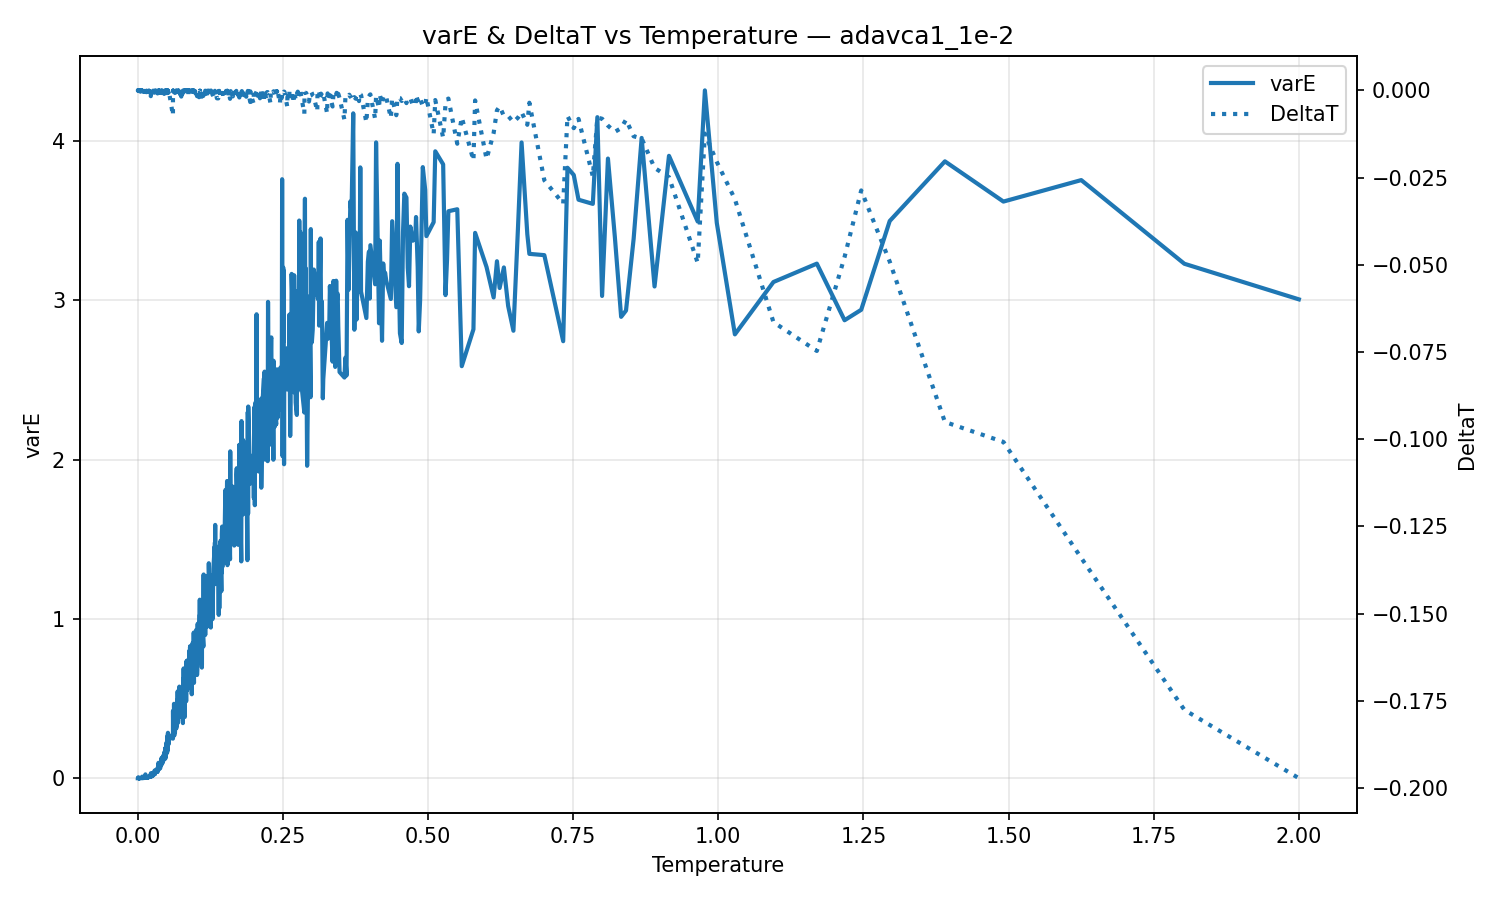 varE & DeltaT vs Temperature — adavca1_1e-2
varE
DeltaT
4
3
2
1
0
varE
0.000
−0.025
−0.050
−0.075
−0.100
−0.125
−0.150
−0.175
−0.200
DeltaT
0.00 0.25 0.50 0.75 1.00 1.25 1.50 1.75 2.00
Temperature